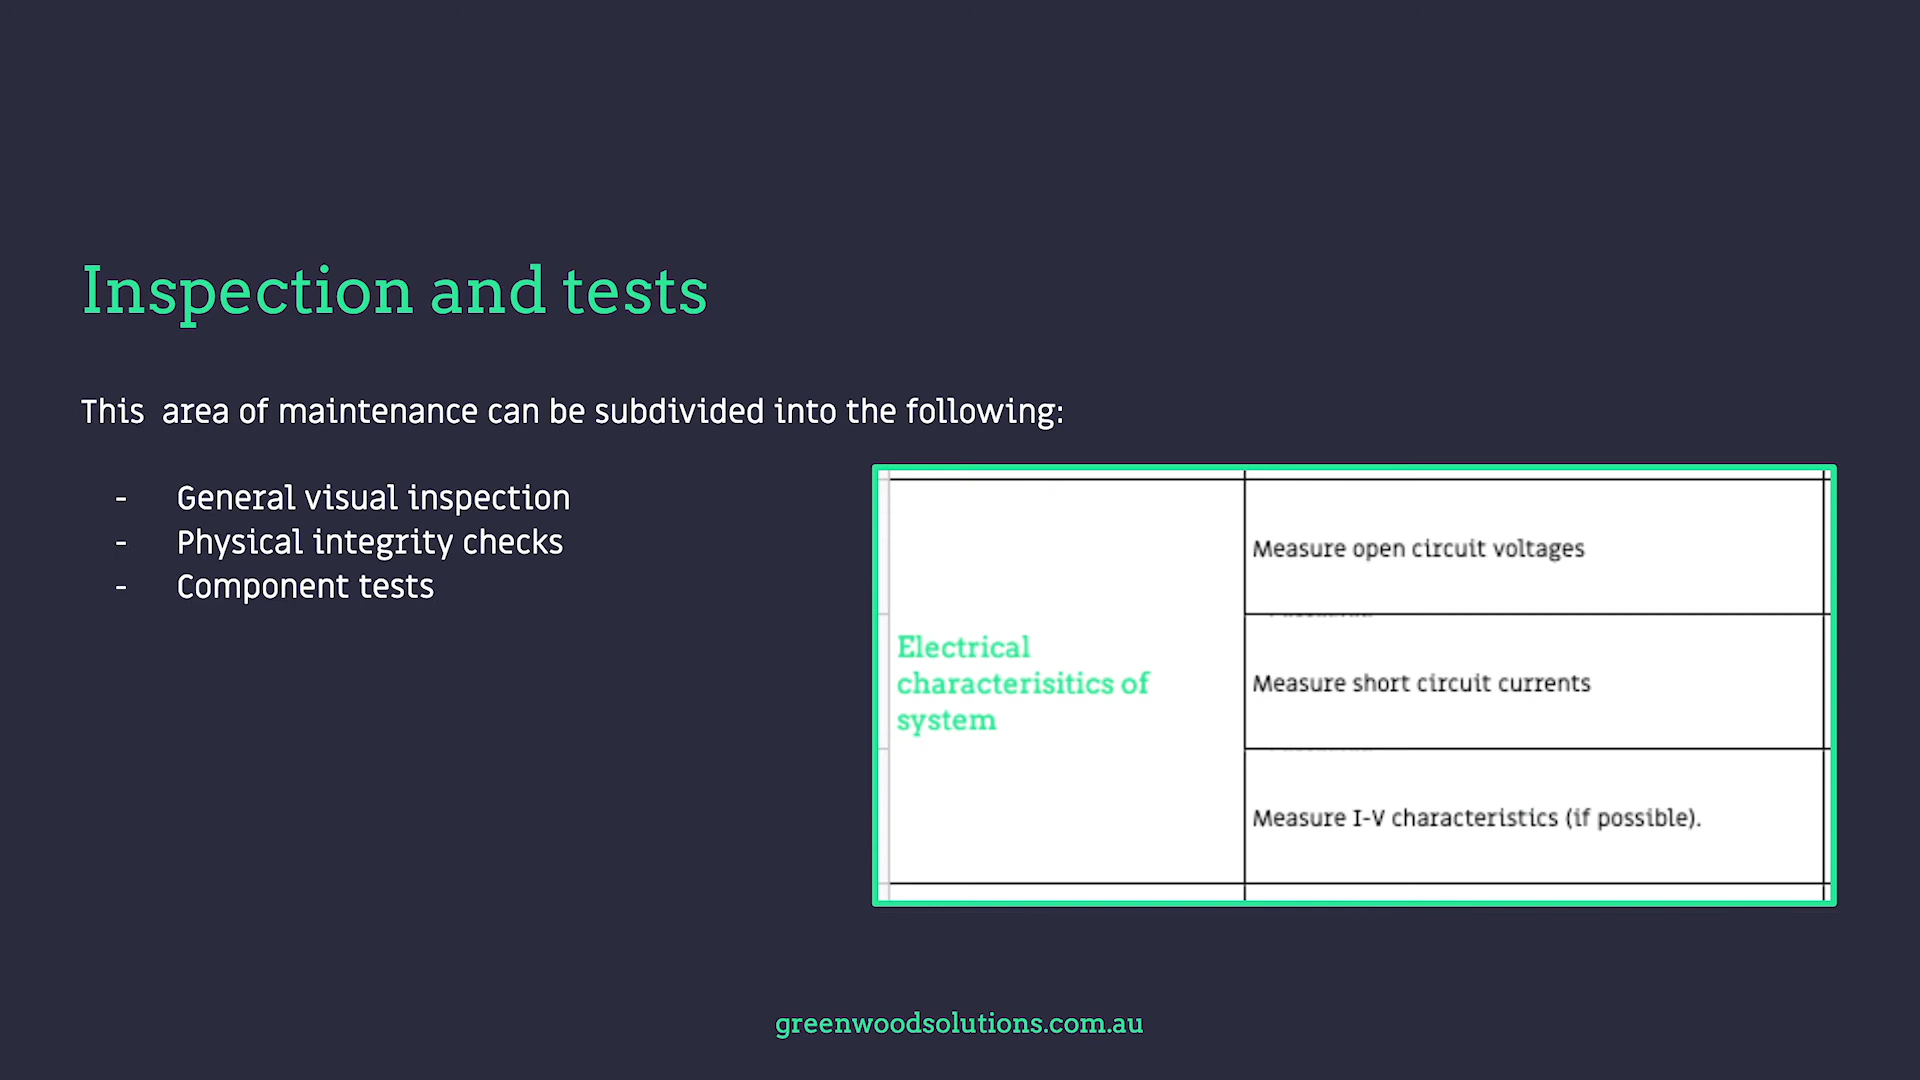 Inspection and tests
This area of maintenance can be subdivided into the following:
- General visual inspection
- Physical integrity checks
- Component tests
Electrical
characterisitics of
system
Measure open circuit voltages
Measure short circuit currents
Measure I-V characteristics (if possible).
greenwoodsolutions.com.au